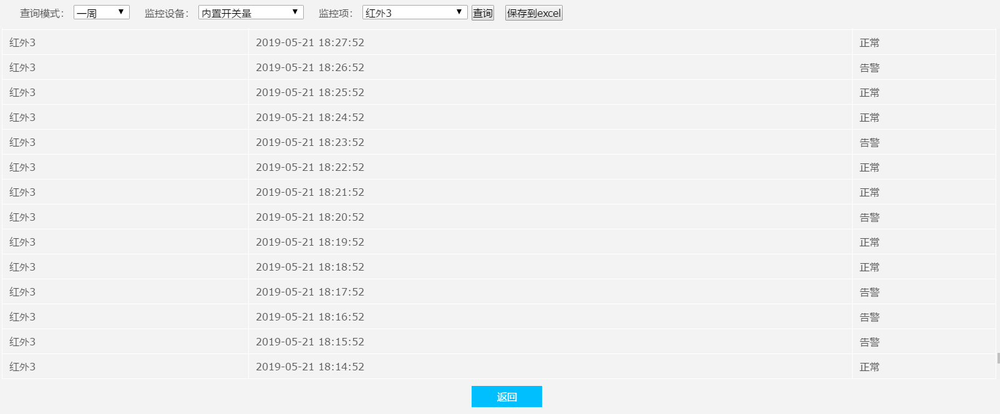 查询模式： 一周 监控设备： 内置开关量 监控项： 红外3 查询 保存到excel
红外3 2019-05-21 18:27:52 正常
红外3 2019-05-21 18:26:52 告警
红外3 2019-05-21 18:25:52 正常
红外3 2019-05-21 18:24:52 正常
红外3 2019-05-21 18:23:52 告警
红外3 2019-05-21 18:22:52 正常
红外3 2019-05-21 18:21:52 正常
红外3 2019-05-21 18:20:52 告警
红外3 2019-05-21 18:19:52 正常
红外3 2019-05-21 18:18:52 正常
红外3 2019-05-21 18:17:52 告警
红外3 2019-05-21 18:16:52 告警
红外3 2019-05-21 18:15:52 告警
红外3 2019-05-21 18:14:52 正常
返回